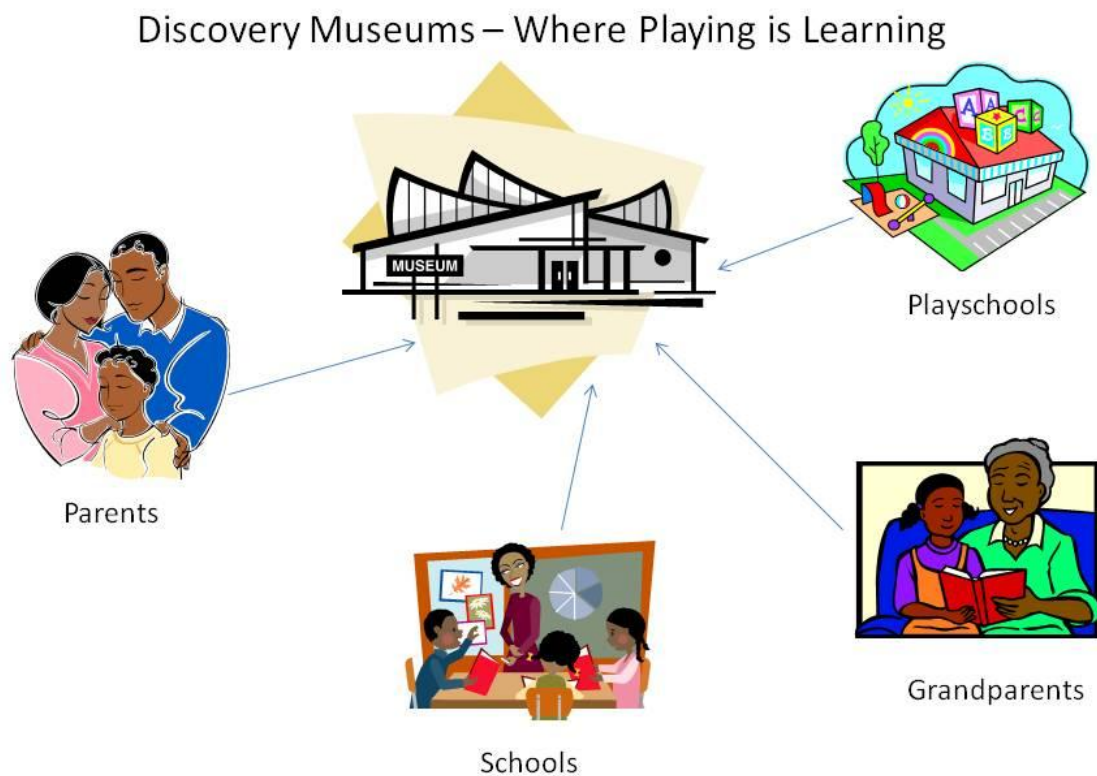 Discovery Museums – Where Playing is Learning
MUSEUM
Playschools
Parents
Grandparents
Schools